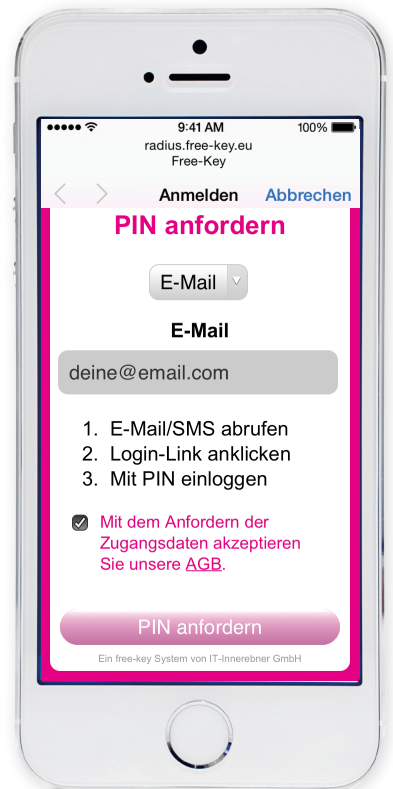 9:41 AM 100%
radius.free-key.eu
Free-Key
Anmelden Abbrechen
PIN anfordern
E-Mail
E-Mail
deine@email.com
1. E-Mail/SMS abrufen
2. Login-Link anklicken
3. Mit PIN einloggen
Mit dem Anfordern der
Zugangsdaten akzeptieren
Sie unsere AGB.
PIN anfordern
Ein free-key System von IT-Innerebner GmbH